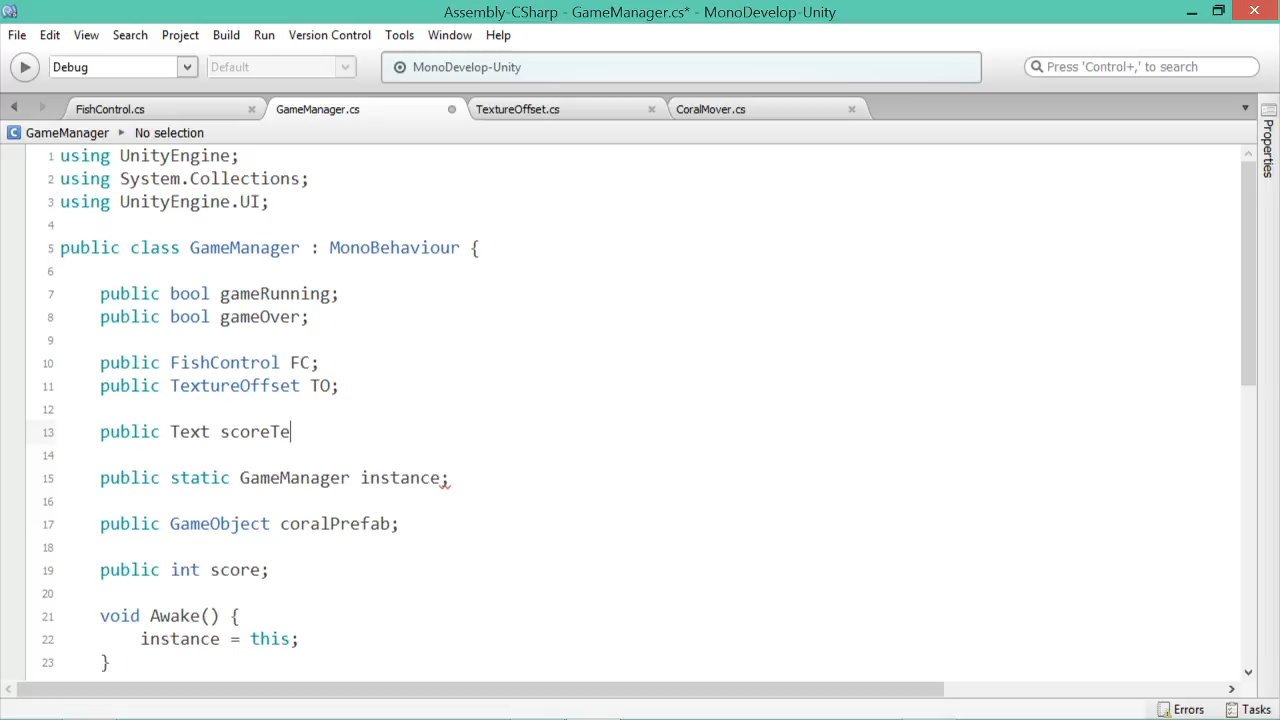 Assembly-CSharp - GameManager.cs* - MonoDevelop-Unity
File Edit View Search Project Build Run Version Control Tools Window Help
Debug Default MonoDevelop-Unity Press 'Control+,' to search
FishControl.cs GameManager.cs TextureOffset.cs CoralMover.cs
C GameManager No selection
Properties
1 using UnityEngine;
2 using System.Collections;
3 using UnityEngine.UI;
4
5 public class GameManager : MonoBehaviour {
6
7 public bool gameRunning;
8 public bool gameOver;
9
10 public FishControl FC;
11 public TextureOffset TO;
12
13 public Text scoreTe
14
15 public static GameManager instance;
16
17 public GameObject coralPrefab;
18
19 public int score;
20
21 void Awake() {
22 instance = this;
23 }
Errors Tasks